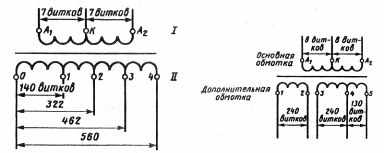 7 витков 7 витков
A1 K A2 I
0 1 2 3 4 II
140 витков
322
462
560
8 вит-
ков
8 вит-
ков
Основная
обмотка
A1 K A2
Дополнительная
обмотка
1 2 3 4 5
240
витков
240
витков
130
вит-
ков